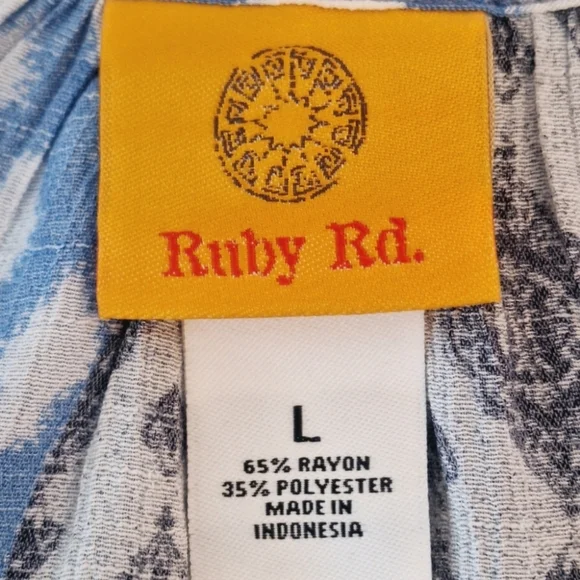 Ruby Rd.
L
65% RAYON
35% POLYESTER
MADE IN
INDONESIA